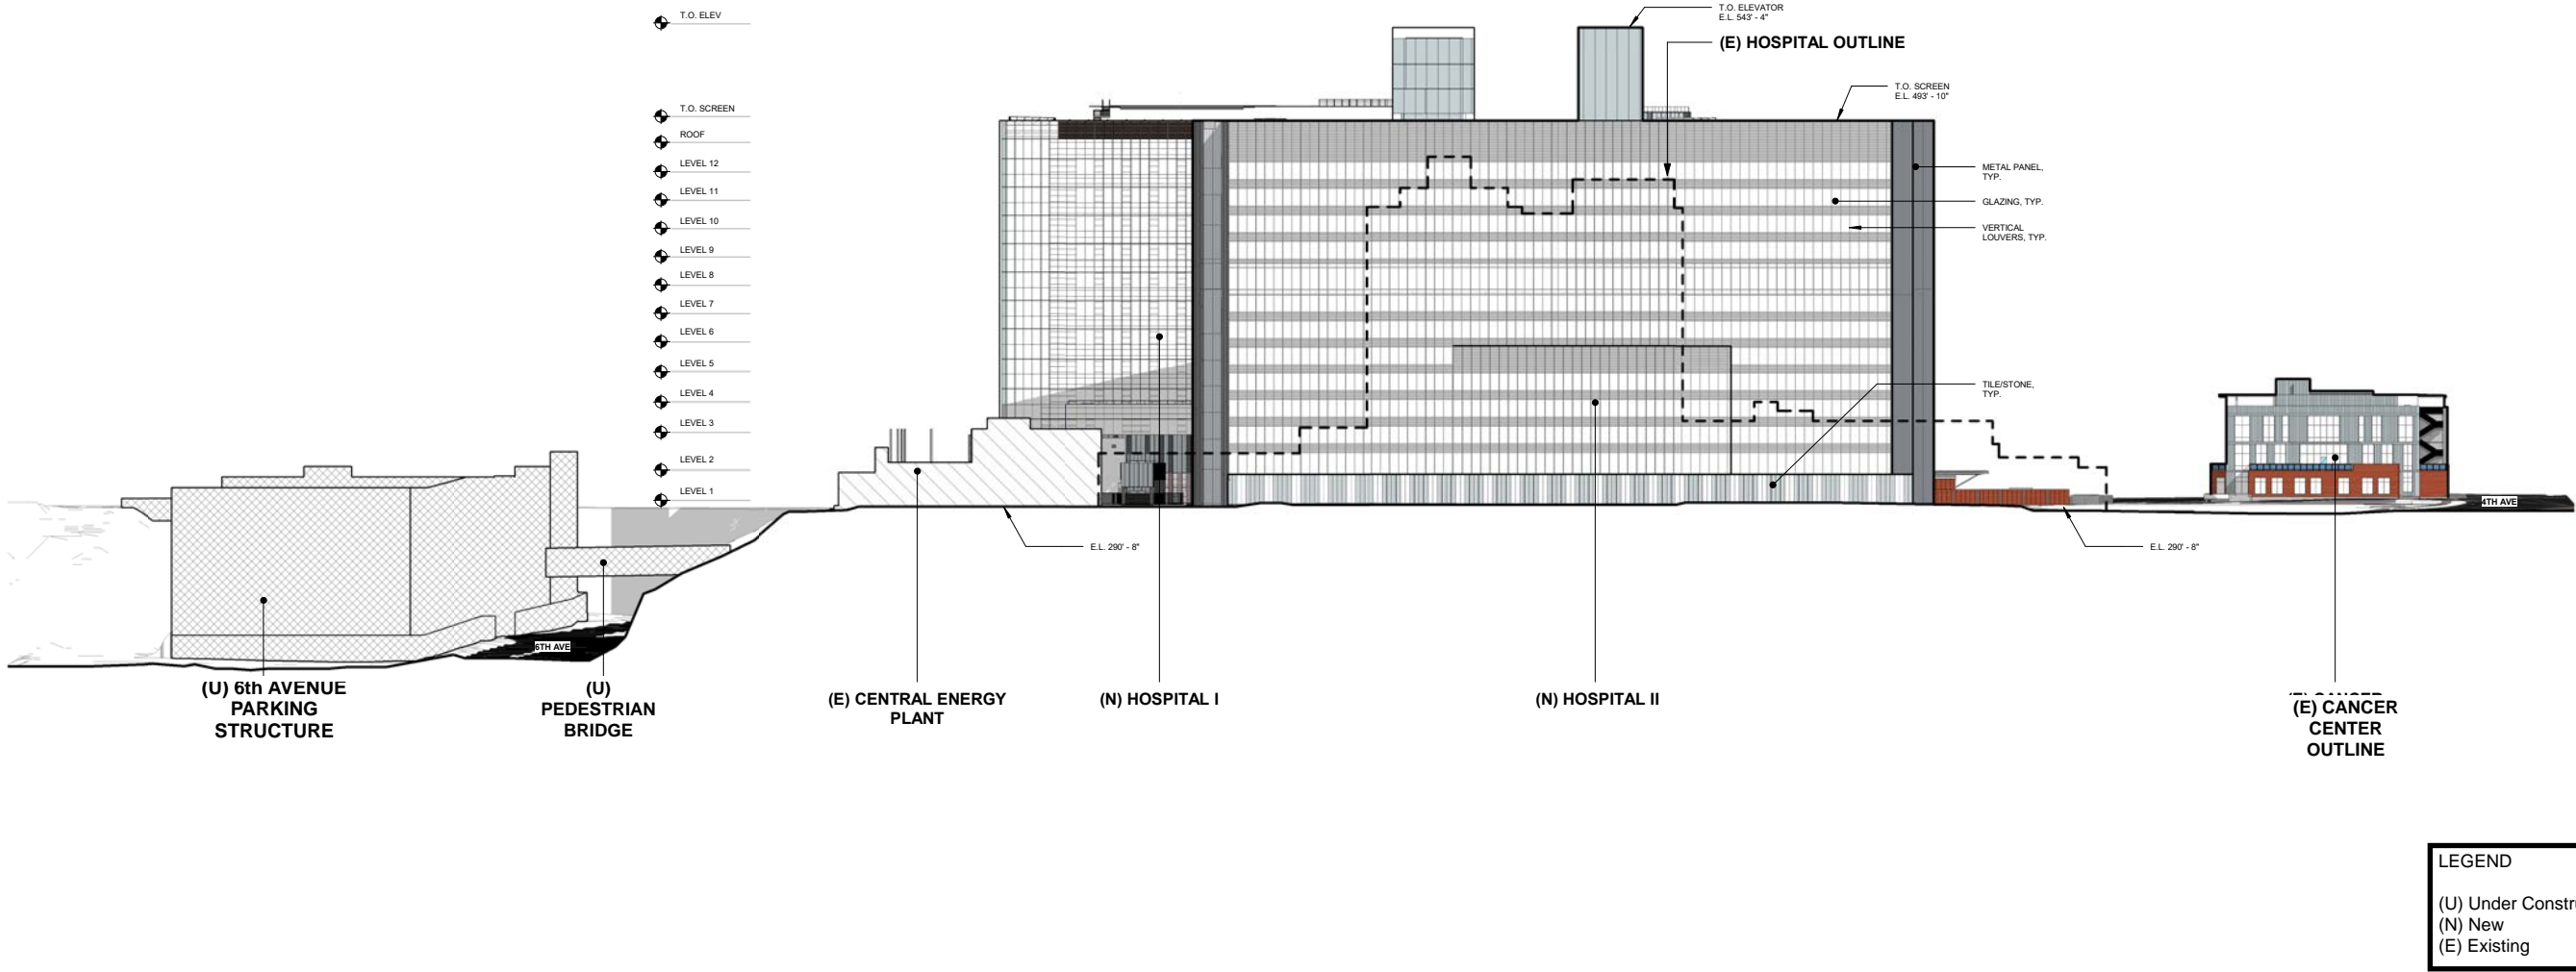 T.O. ELEV
T.O. SCREEN
ROOF
LEVEL 12
LEVEL 11
LEVEL 10
LEVEL 9
LEVEL 8
LEVEL 7
LEVEL 6
LEVEL 5
LEVEL 4
LEVEL 3
LEVEL 2
LEVEL 1
T.O. ELEVATOR
E.L. 543' - 4"
(E) HOSPITAL OUTLINE
T.O. SCREEN
E.L. 493' - 10"
METAL PANEL,
TYP.
GLAZING, TYP.
VERTICAL
LOUVERS, TYP.
TILE/STONE,
TYP.
4TH AVE
E.L. 290' - 8"
E.L. 290' - 8"
6TH AVE
(U) 6th AVENUE
PARKING
STRUCTURE
(U)
PEDESTRIAN
BRIDGE
(E) CENTRAL ENERGY
PLANT
(N) HOSPITAL I
(N) HOSPITAL II
(E) CANCER
CENTER
OUTLINE
LEGEND
(U) Under Constr
(N) New
(E) Existing